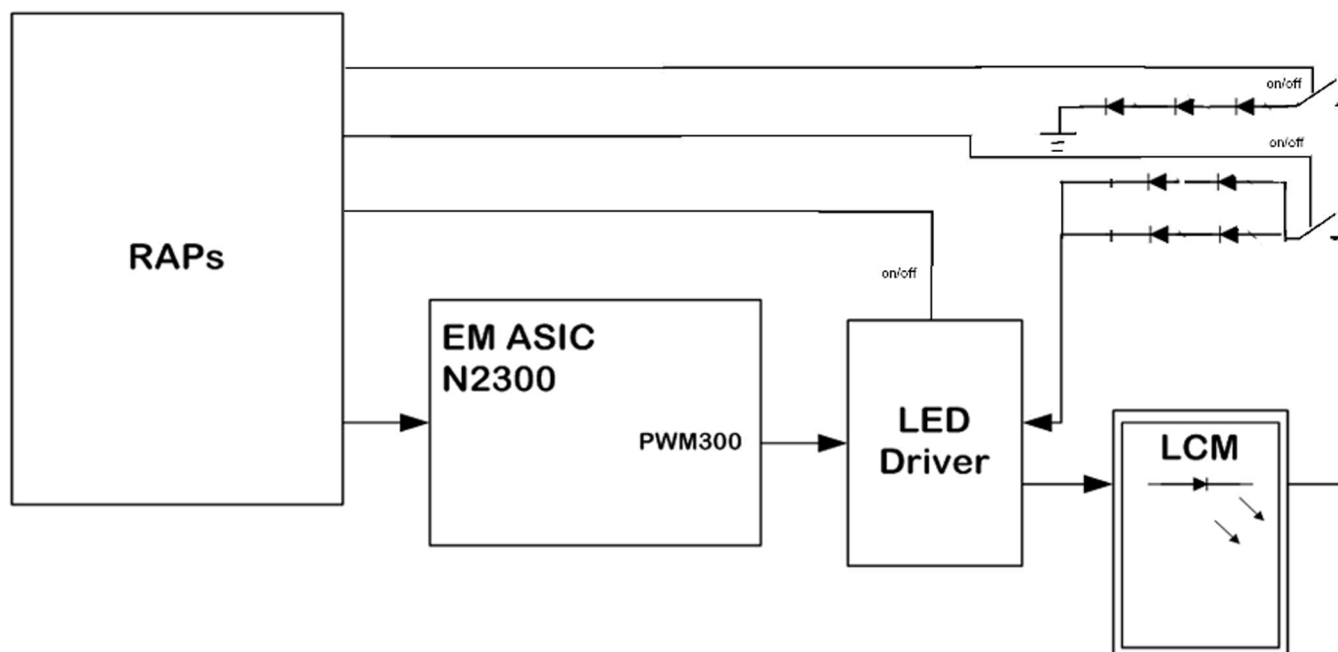 on/off
on/off
RAPs
on/off
EM ASIC
N2300
PWM300
LED
Driver
LCM